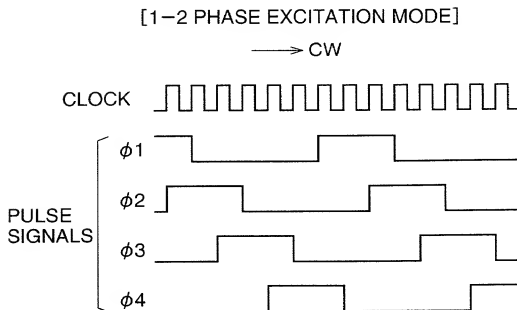 [1−2 PHASE EXCITATION MODE]
CW
CLOCK
ϕ1
ϕ2
PULSE
SIGNALS
ϕ3
ϕ4